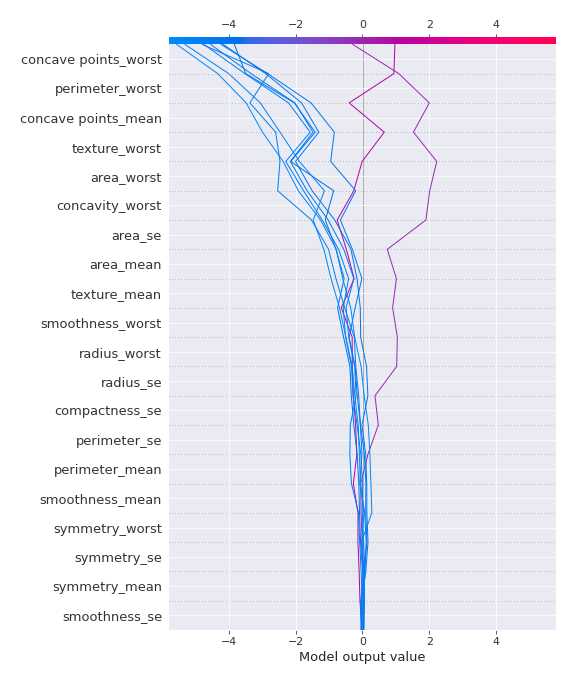 −4 −2 0 2 4
concave points_worst
perimeter_worst
concave points_mean
texture_worst
area_worst
concavity_worst
area_se
area_mean
texture_mean
smoothness_worst
radius_worst
radius_se
compactness_se
perimeter_se
perimeter_mean
smoothness_mean
symmetry_worst
symmetry_se
symmetry_mean
smoothness_se
−4 −2 0 2 4
Model output value